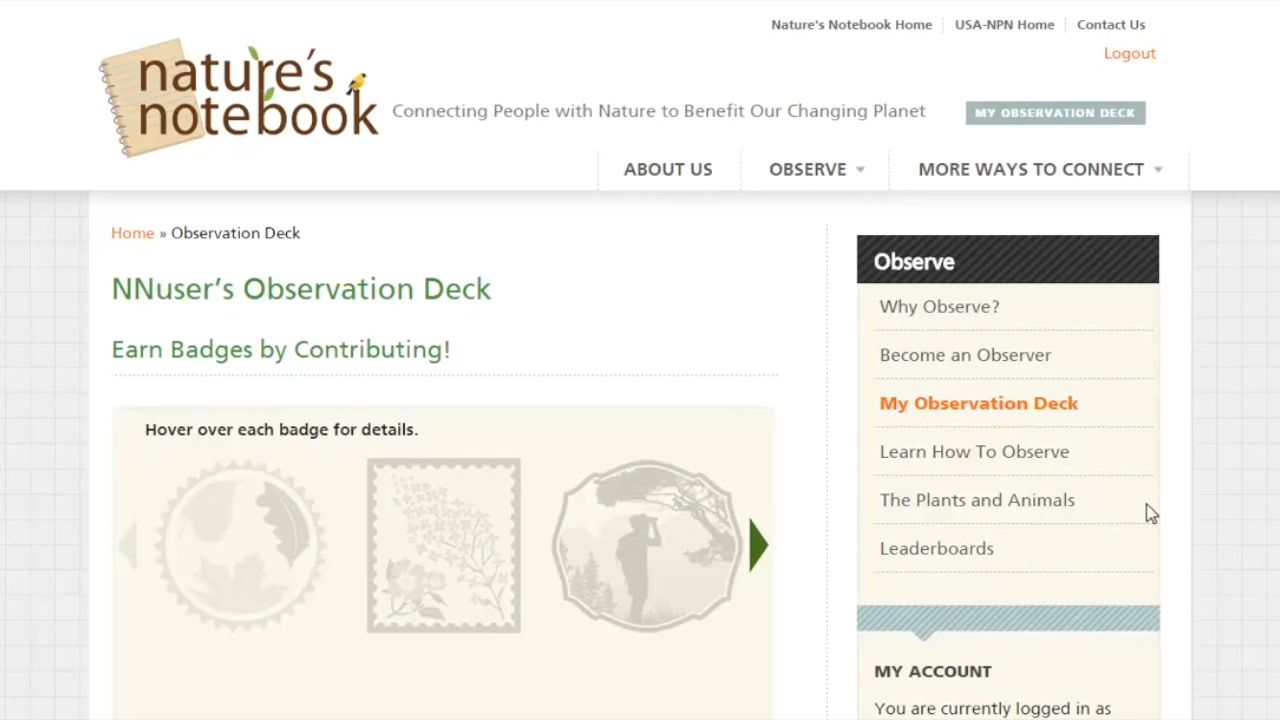 Nature's Notebook Home
USA-NPN Home
Contact Us
Logout
nature's
notebook
Connecting People with Nature to Benefit Our Changing Planet
MY OBSERVATION DECK
ABOUT US
OBSERVE
MORE WAYS TO CONNECT
Home » Observation Deck
NNuser's Observation Deck
Earn Badges by Contributing!
Hover over each badge for details.
Observe
Why Observe?
Become an Observer
My Observation Deck
Learn How To Observe
The Plants and Animals
Leaderboards
MY ACCOUNT
You are currently logged in as